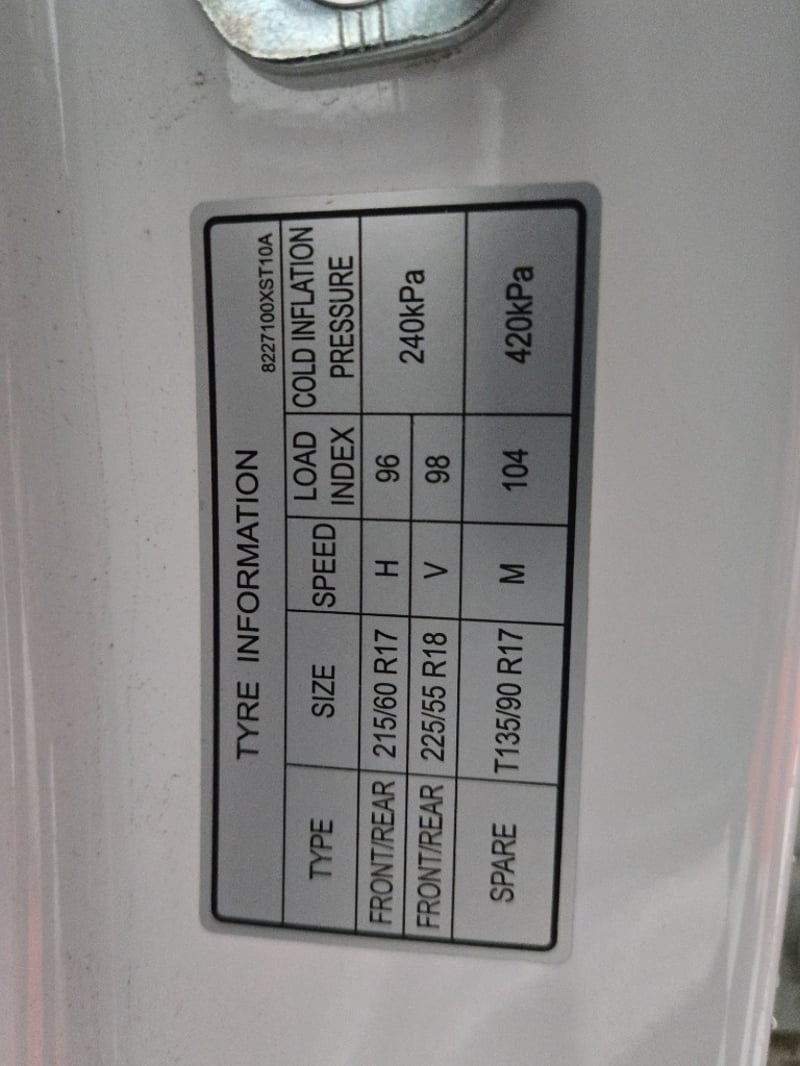 TYRE INFORMATION
8227100XST10A
TYPE SIZE SPEED LOAD INDEX COLD INFLATION PRESSURE
FRONT/REAR 215/60 R17 H 96 240kPa
FRONT/REAR 225/55 R18 V 98
SPARE T135/90 R17 M 104 420kPa